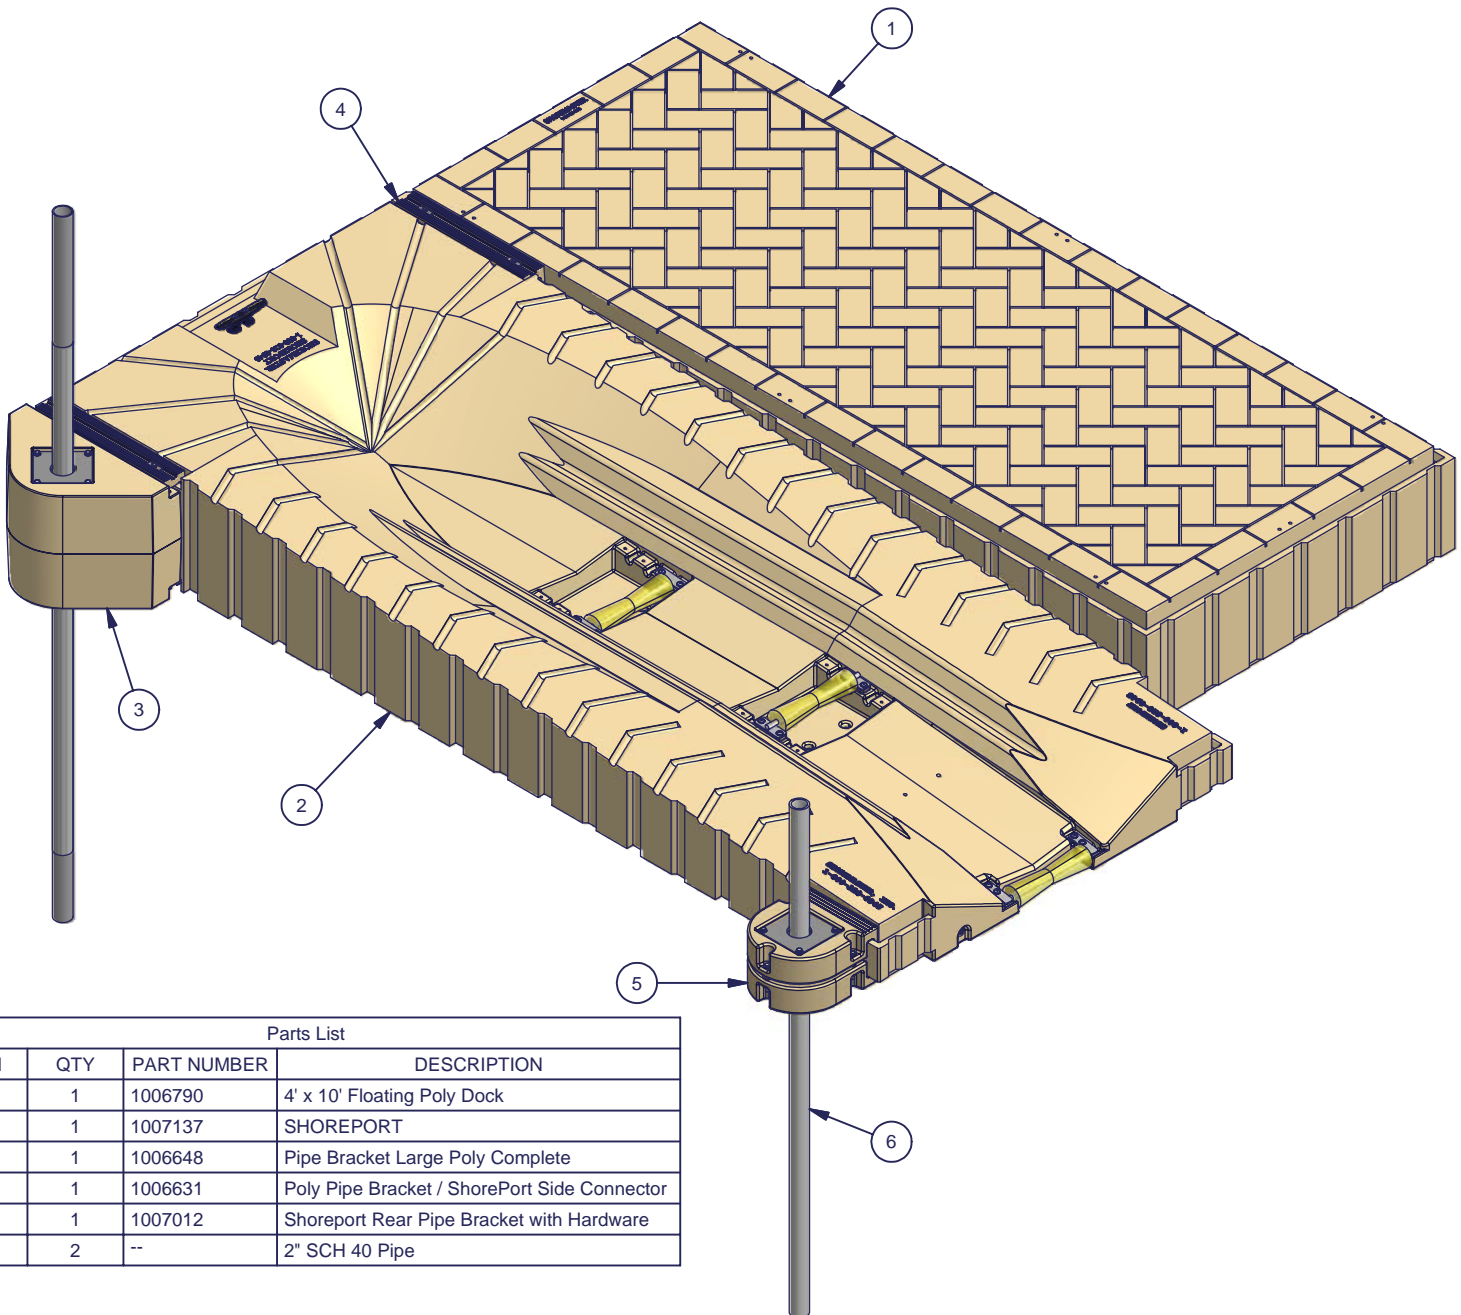 1
4
3
2
5
6
Parts List
QTY PART NUMBER DESCRIPTION
1 1006790 4' x 10' Floating Poly Dock
1 1007137 SHOREPORT
1 1006648 Pipe Bracket Large Poly Complete
1 1006631 Poly Pipe Bracket / ShorePort Side Connector
1 1007012 Shoreport Rear Pipe Bracket with Hardware
2 -- 2" SCH 40 Pipe